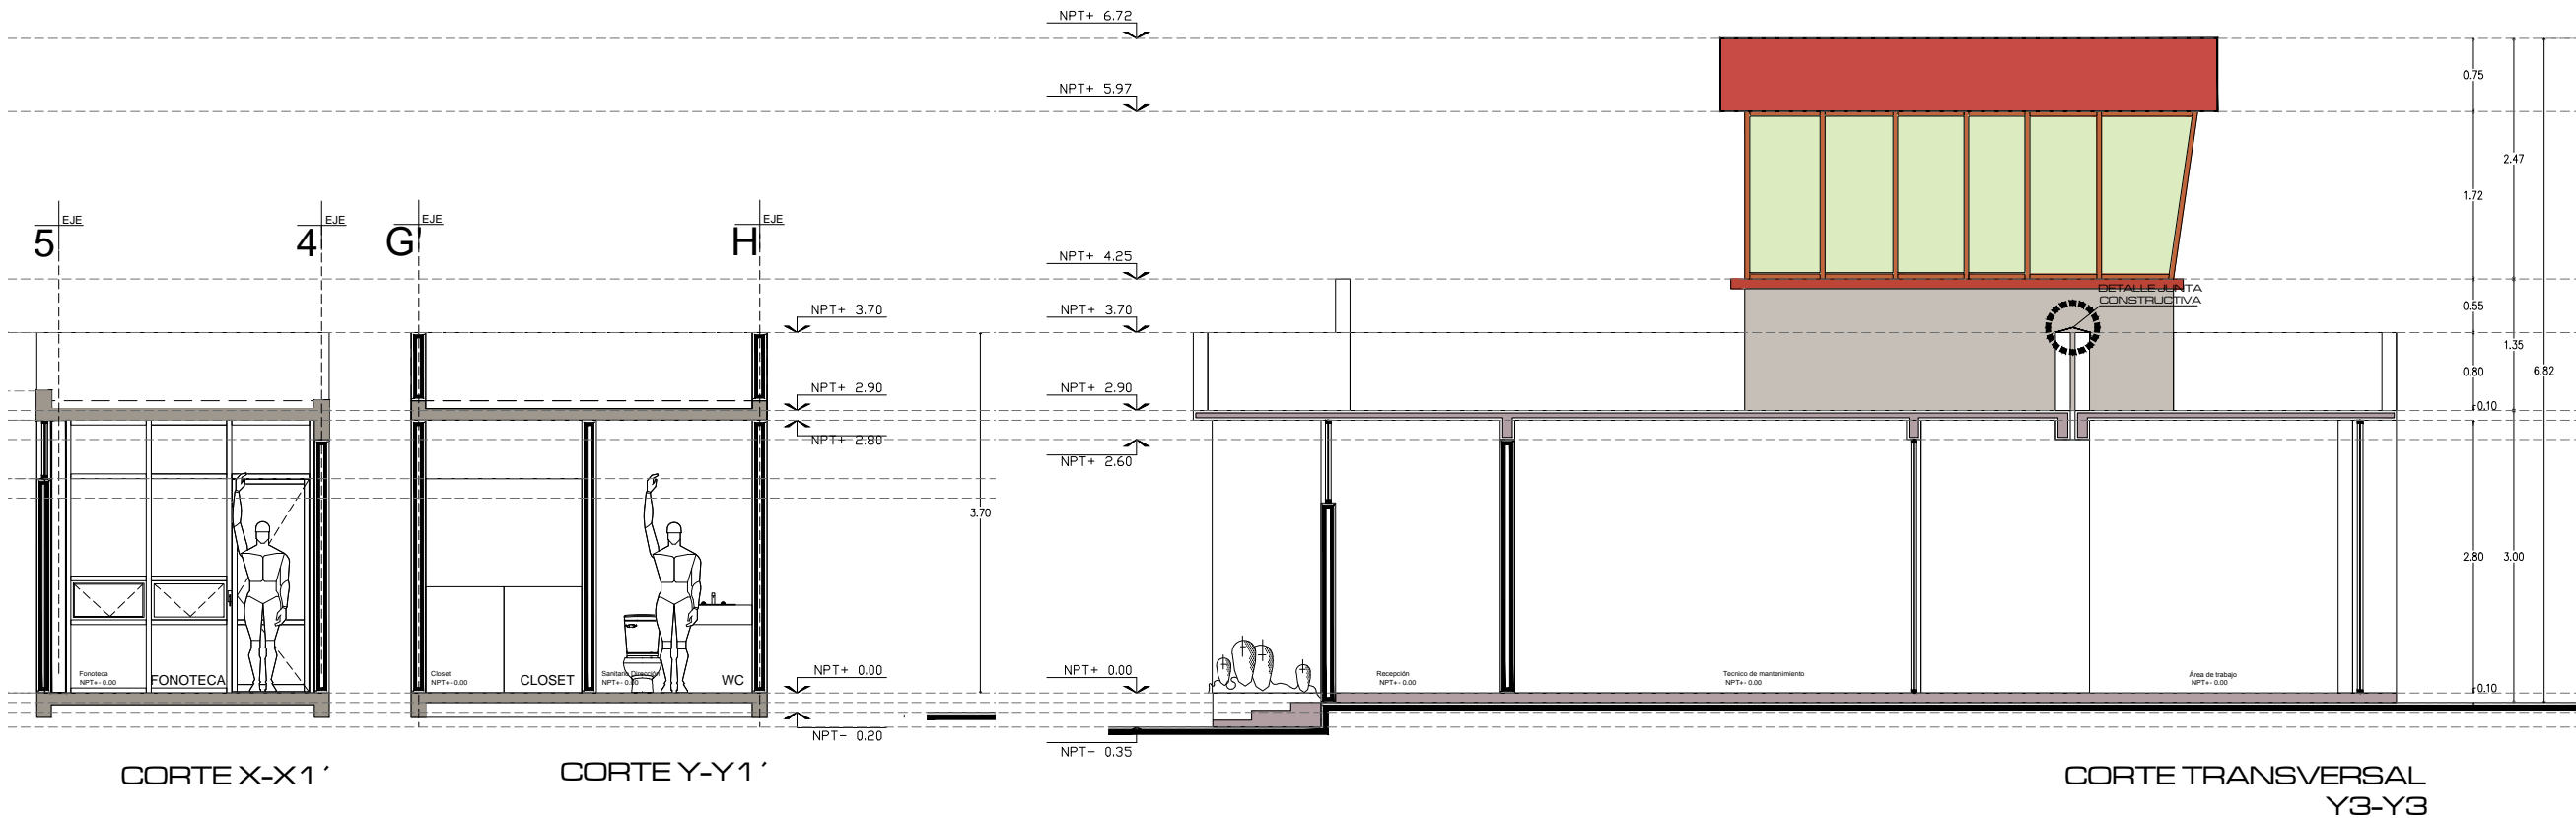 NPT+ 6.72
NPT+ 5.97
0.75
2.47
1.72
EJE
5
EJE
4
EJE
G'
EJE
H
NPT+ 4.25
DETALLE JUNTA
CONSTRUCTIVA
NPT+ 3.70
NPT+ 3.70
0.55
1.35
0.80
6.82
NPT+ 2.90
NPT+ 2.90
0.10
NPT+ 2.80
NPT+ 2.60
3.70
2.80
3.00
Fonoteca
NPT+- 0.00
FONOTECA
Closet
NPT+- 0.00
CLOSET
Sanitario Dirección
NPT+- 0.00
WC
NPT+ 0.00
NPT+ 0.00
Recepción
NPT+- 0.00
Tecnico de mantenimiento
NPT+- 0.00
Área de trabajo
NPT+- 0.00
0.10
NPT- 0.20
NPT- 0.35
CORTE X-X1´
CORTE Y-Y1´
CORTE TRANSVERSAL
Y3-Y3